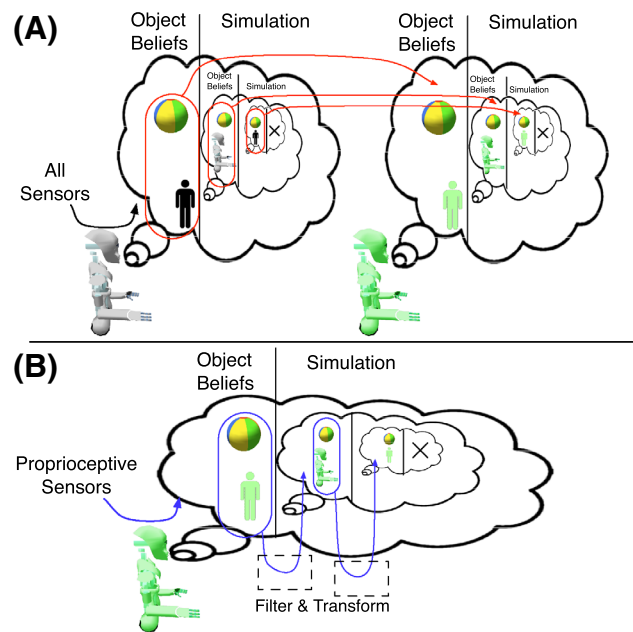 (A)
Object
Beliefs
Simulation
Object
Beliefs
Simulation
Object
Beliefs
Simulation
Object
Beliefs
Simulation
All
Sensors
(B)
Object
Beliefs
Simulation
Proprioceptive
Sensors
Filter & Transform